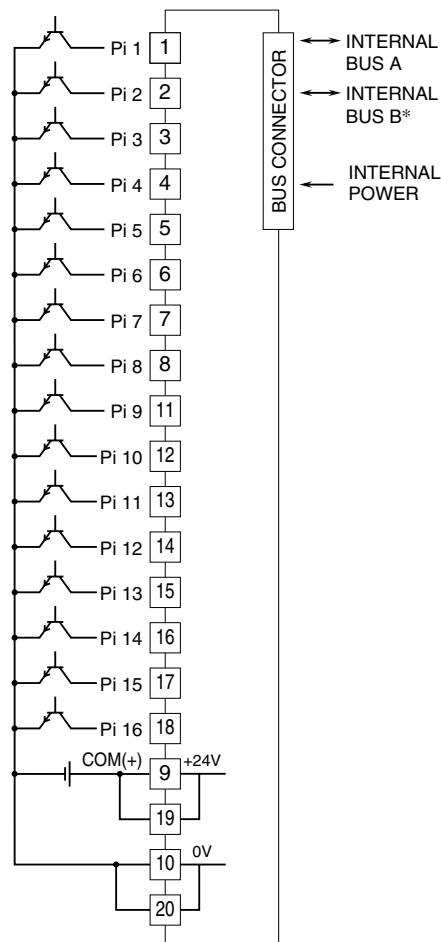 Pi 1 1
Pi 2 2
Pi 3 3
Pi 4 4
Pi 5 5
Pi 6 6
Pi 7 7
Pi 8 8
Pi 9 11
Pi 10 12
Pi 11 13
Pi 12 14
Pi 13 15
Pi 14 16
Pi 15 17
Pi 16 18
COM(+) 9 +24V
19
10 0V
20
BUS CONNECTOR
INTERNAL
BUS A
INTERNAL
BUS B*
INTERNAL
POWER